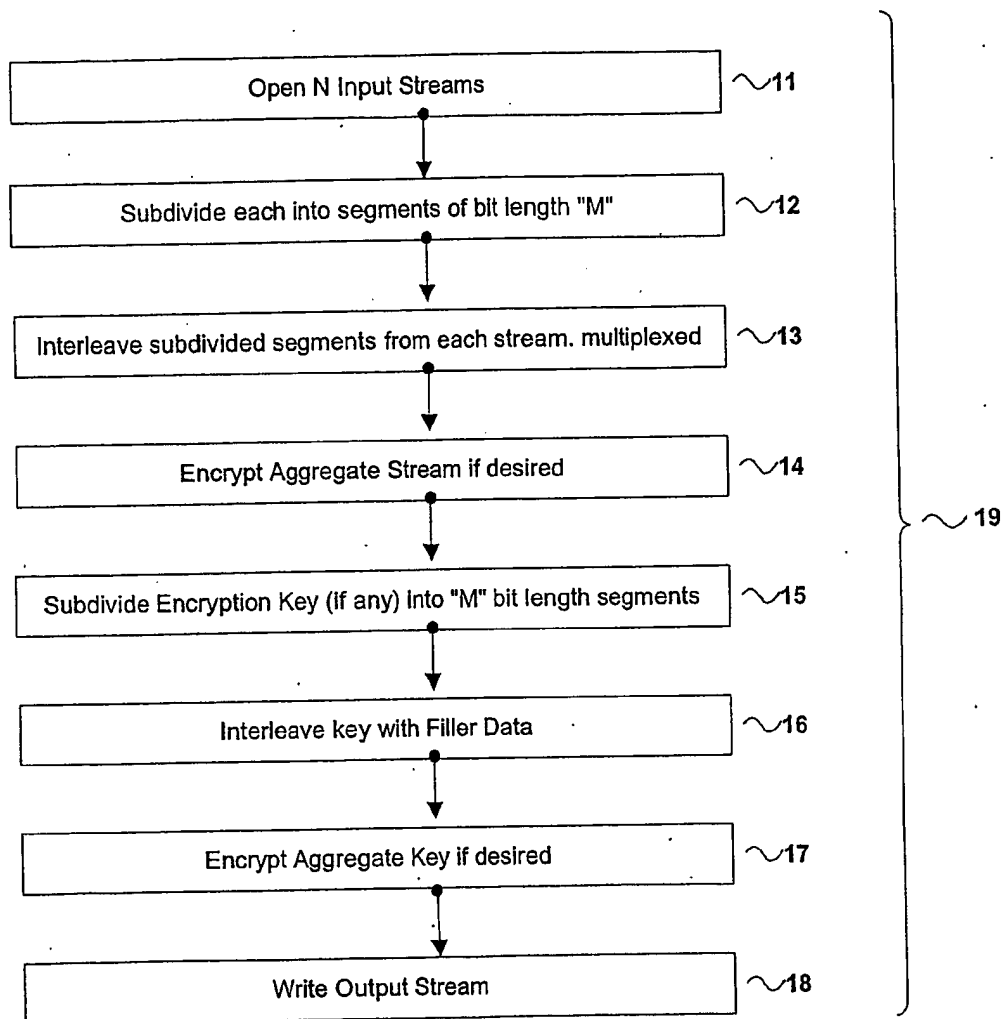 Open N Input Streams
11
Subdivide each into segments of bit length "M"
12
Interleave subdivided segments from each stream. multiplexed
13
Encrypt Aggregate Stream if desired
14
19
Subdivide Encryption Key (if any) into "M" bit length segments
15
Interleave key with Filler Data
16
Encrypt Aggregate Key if desired
17
Write Output Stream
18